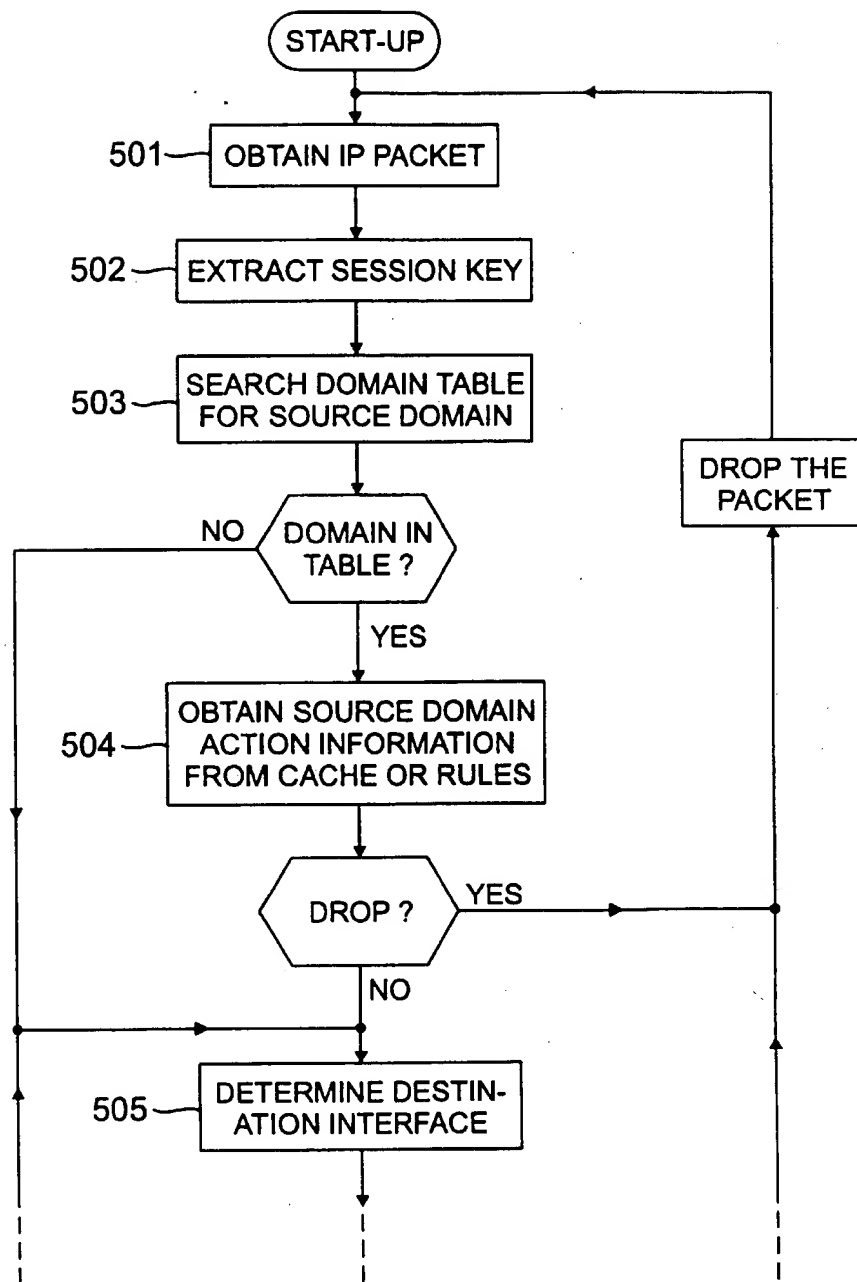 START-UP
501
OBTAIN IP PACKET
502
EXTRACT SESSION KEY
503
SEARCH DOMAIN TABLE
FOR SOURCE DOMAIN
DROP THE
PACKET
NO
DOMAIN IN
TABLE ?
YES
504
OBTAIN SOURCE DOMAIN
ACTION INFORMATION
FROM CACHE OR RULES
DROP ?
YES
NO
505
DETERMINE DESTIN-
ATION INTERFACE